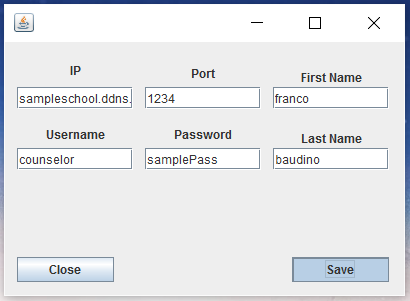 IP Port First Name
sampleschool.ddns. 1234 franco
Username Password Last Name
counselor samplePass baudino
Close Save